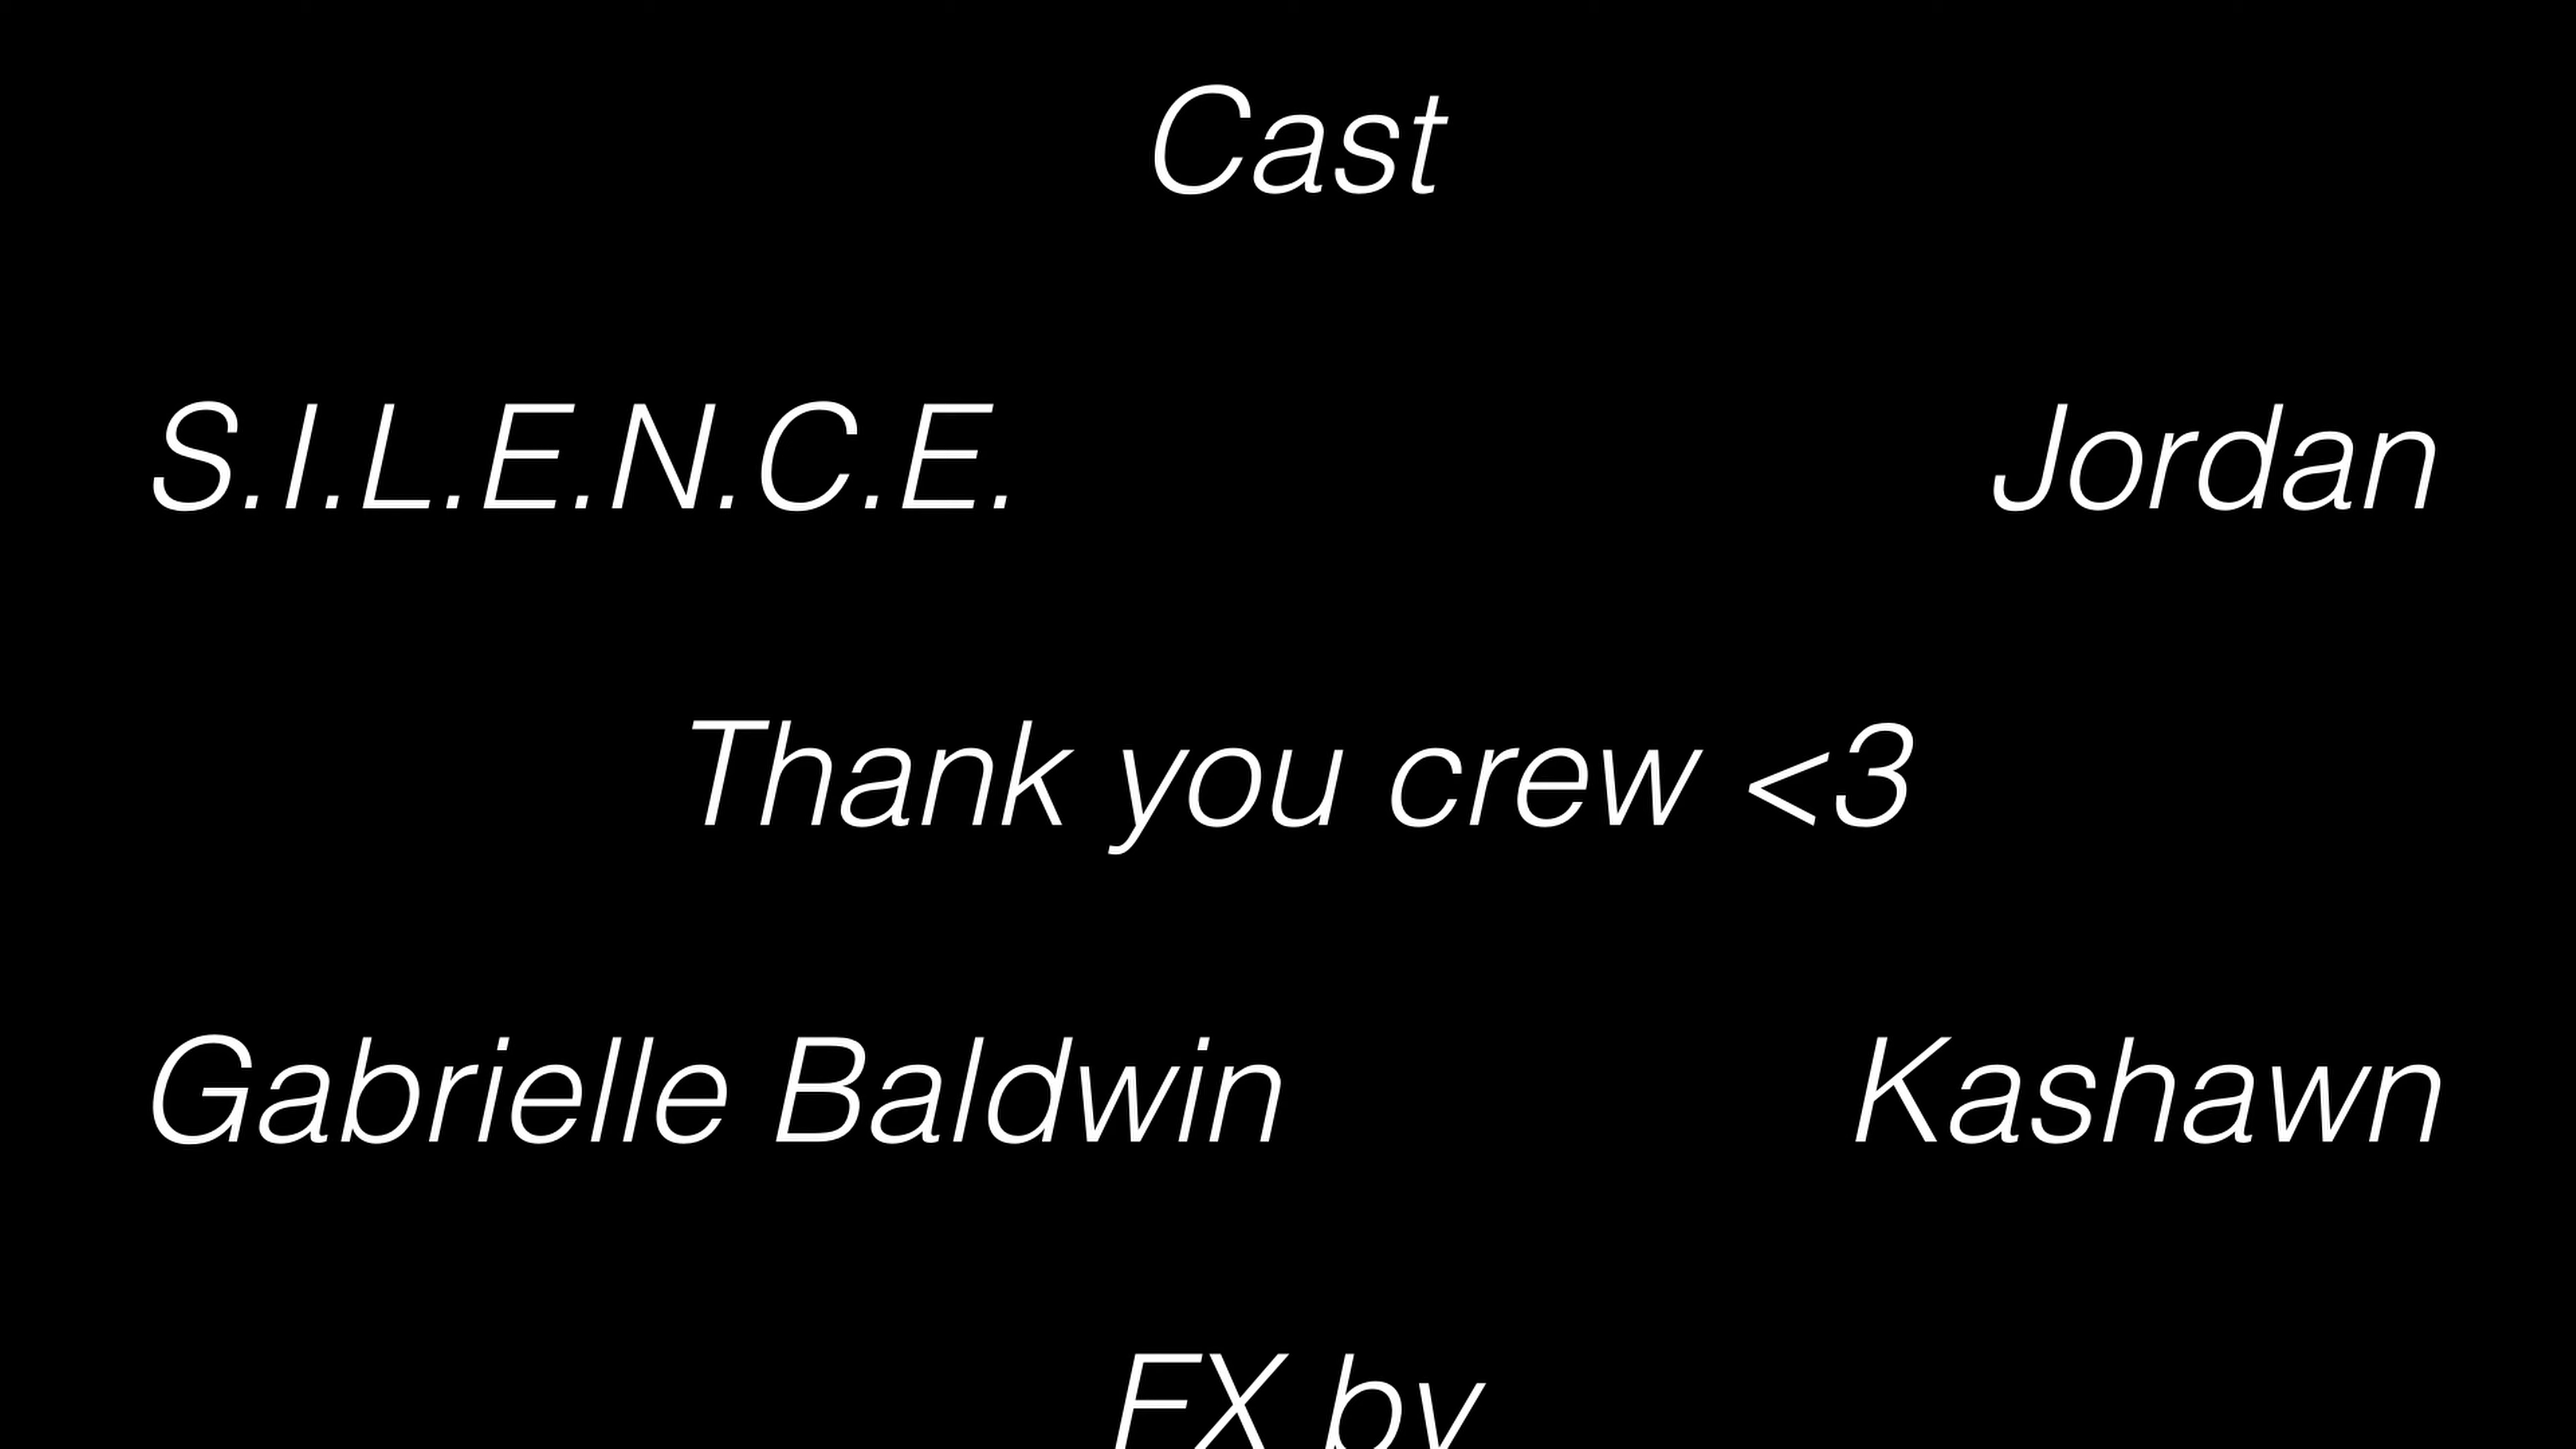 Cast
S.I.L.E.N.C.E. Jordan
Thank you crew <3
Gabrielle Baldwin Kashawn
FX by